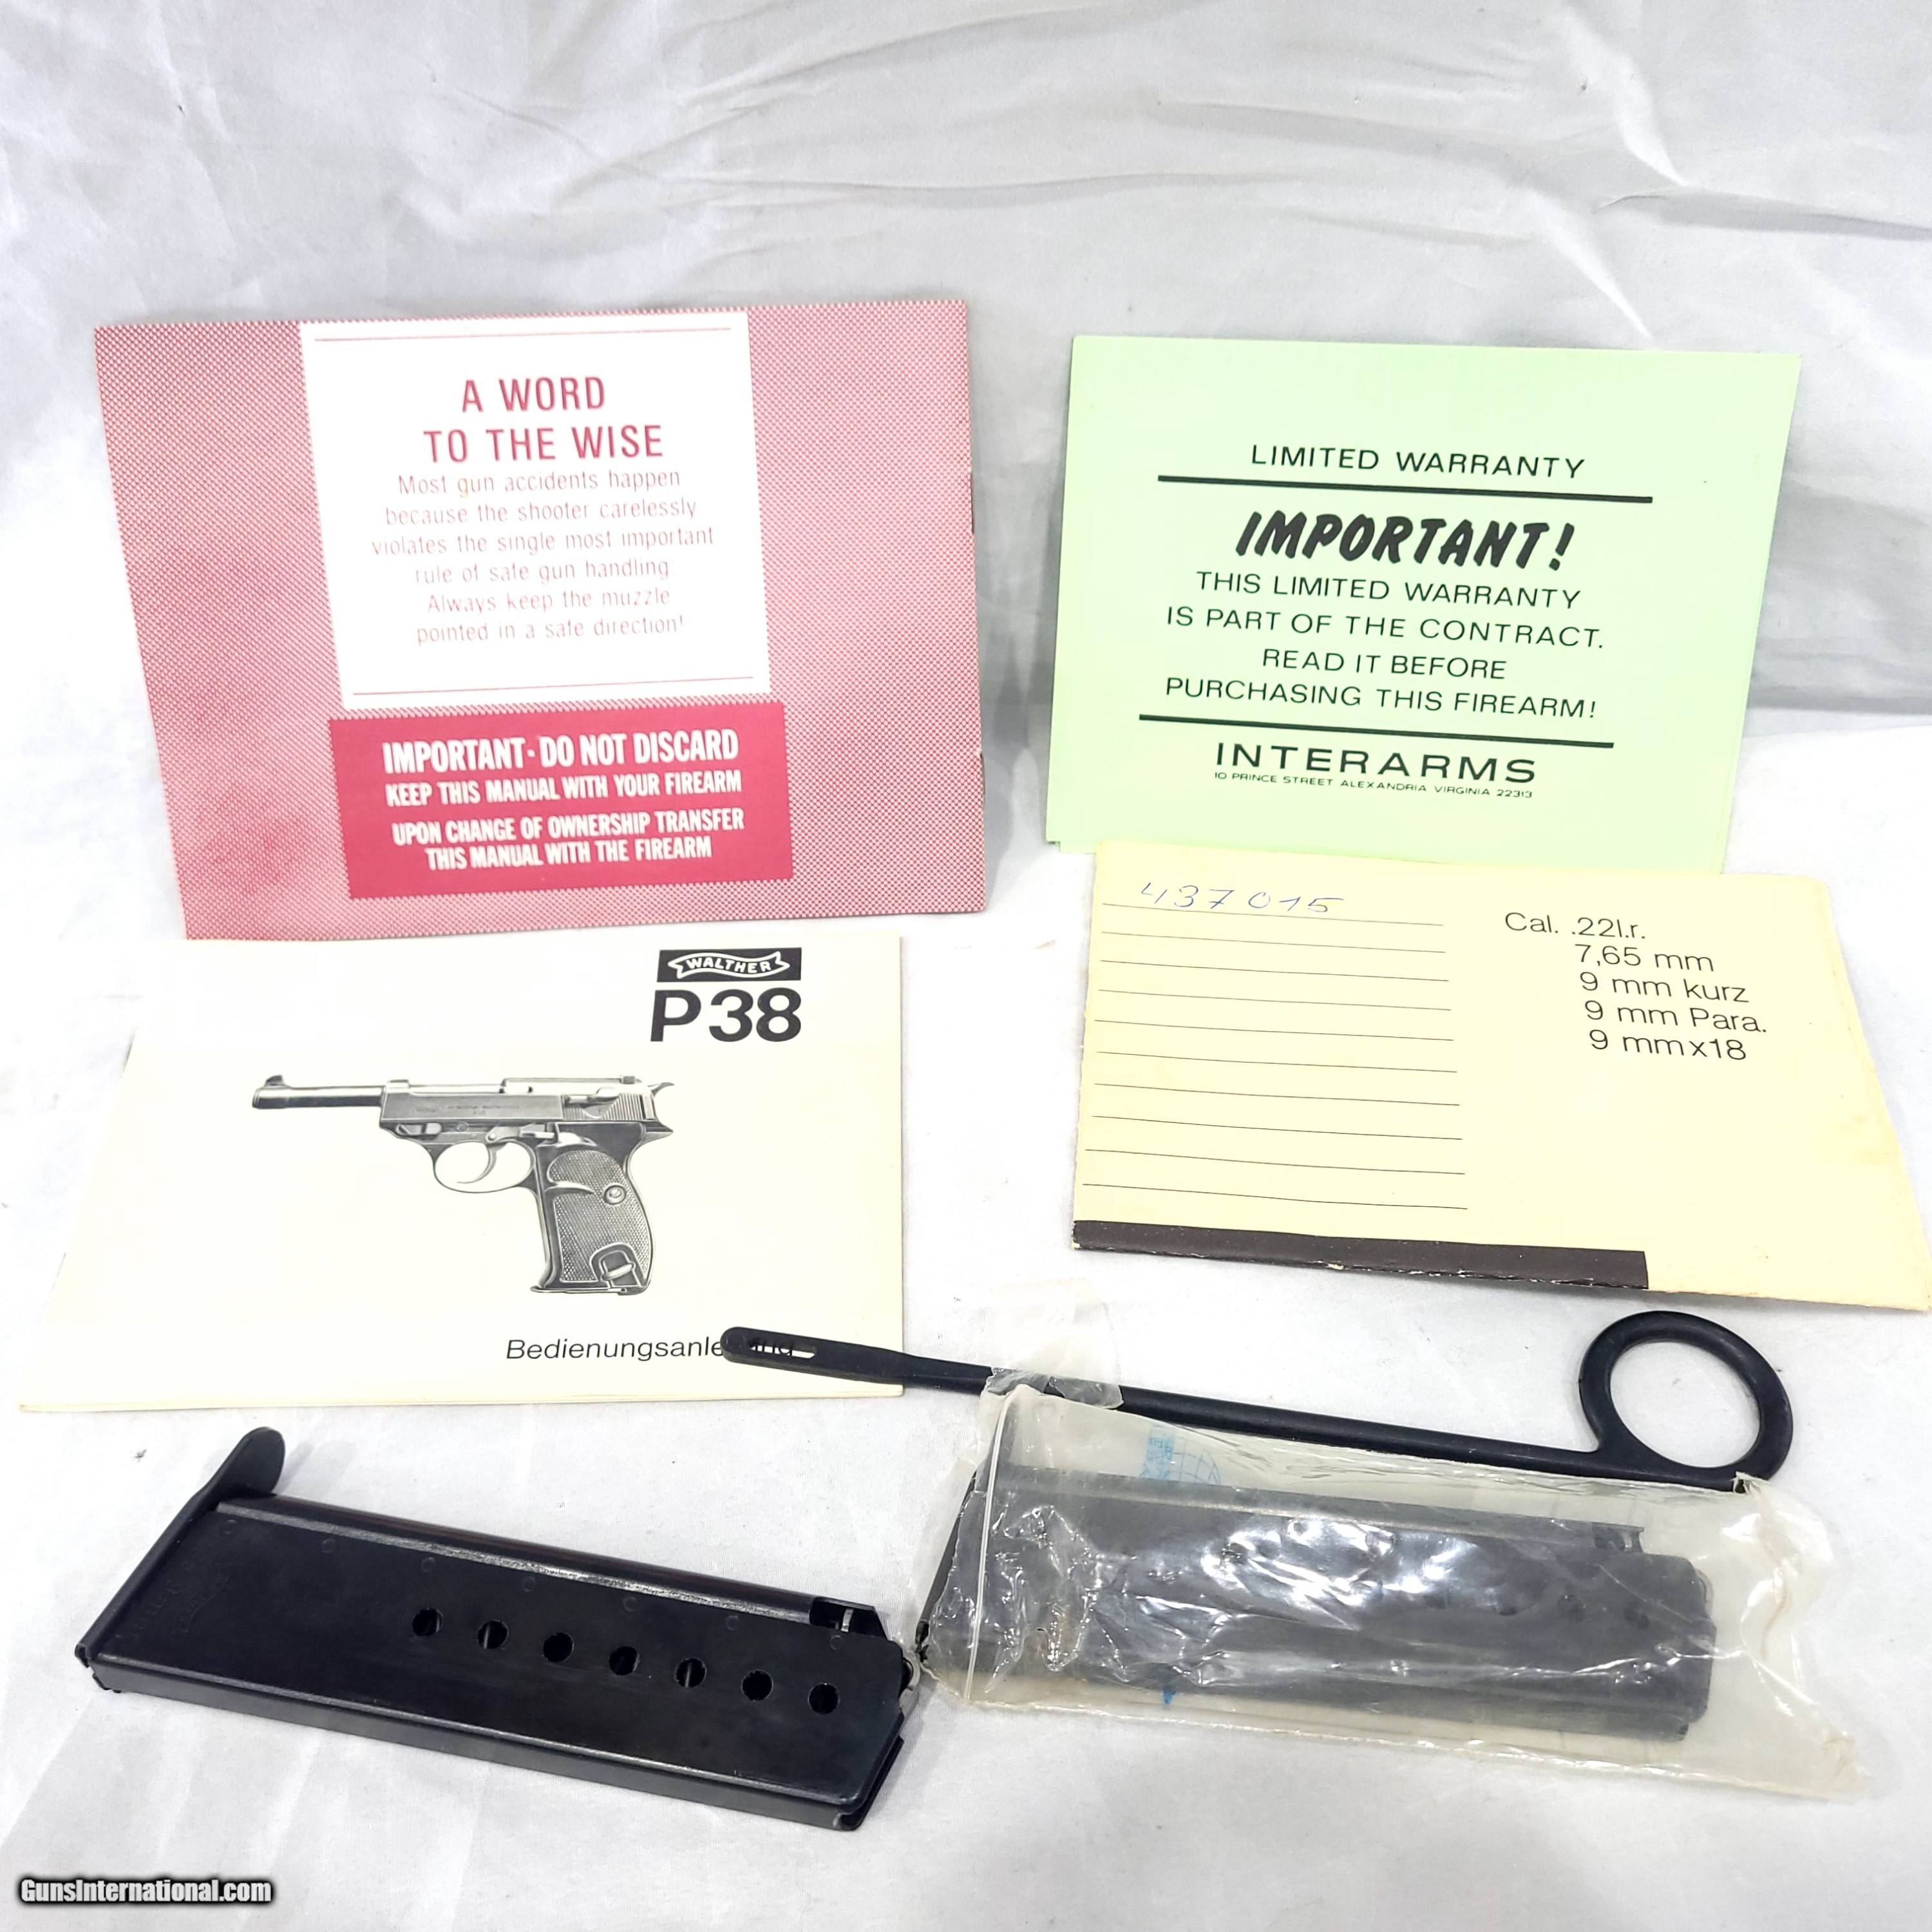 A WORD
TO THE WISE
Most gun accidents happen
because the shooter carelessly
violates the single most important
rule of safe gun handling:
Always keep the muzzle
pointed in a safe direction!
IMPORTANT - DO NOT DISCARD
KEEP THIS MANUAL WITH YOUR FIREARM
UPON CHANGE OF OWNERSHIP TRANSFER
THIS MANUAL WITH THE FIREARM
LIMITED WARRANTY
IMPORTANT!
THIS LIMITED WARRANTY
IS PART OF THE CONTRACT.
READ IT BEFORE
PURCHASING THIS FIREARM!
INTERARMS
10 PRINCE STREET ALEXANDRIA VIRGINIA 22313
WALTHER
P38
Bedienungsanleitung
437015
Cal. .22l.r.
7,65 mm
9 mm kurz
9 mm Para.
9 mmx18
GunsInternational.com